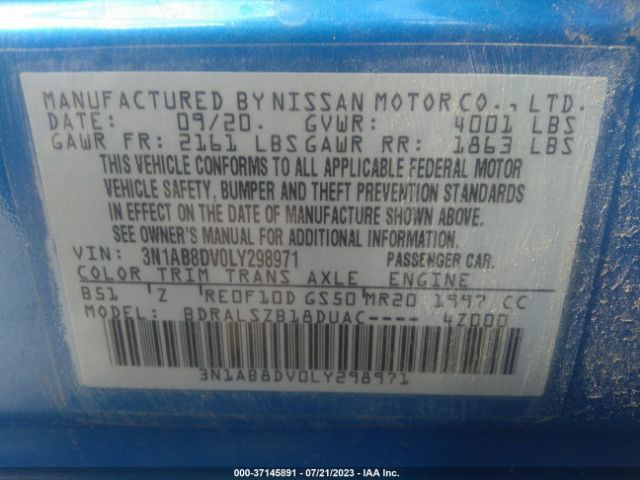 MANUFACTURED BY NISSAN MOTOR CO., LTD.
DATE: 09/20. GVWR: 4001 LBS
GAWR FR: 2161 LBS GAWR RR: 1863 LBS
THIS VEHICLE CONFORMS TO ALL APPLICABLE FEDERAL MOTOR
VEHICLE SAFETY, BUMPER AND THEFT PREVENTION STANDARDS
IN EFFECT ON THE DATE OF MANUFACTURE SHOWN ABOVE.
SEE OWNER'S MANUAL FOR ADDITIONAL INFORMATION.
VIN: 3N1AB8DV0LY298971 PASSENGER CAR.
COLOR TRIM TRANS AXLE ENGINE
B51 Z RE0F10D GS50 MR20 1997 CC
MODEL: BDRALSZB18DUAC---- 4Z000
3N1AB8DV0LY298971
000-37145891 - 07/21/2023 - IAA Inc.